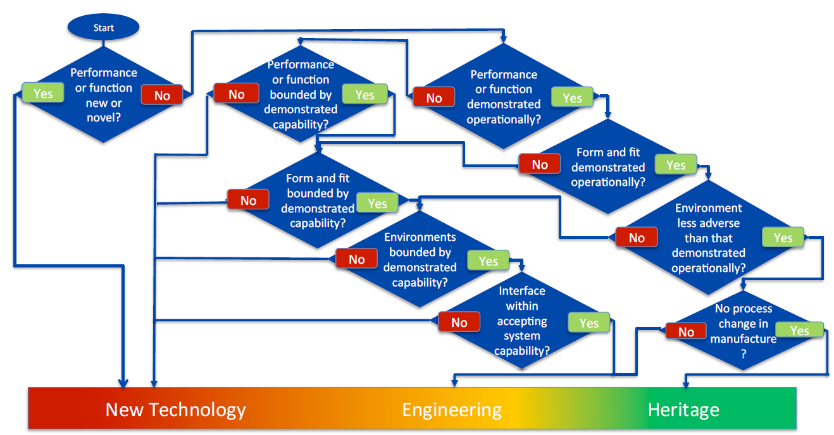 Start
Performance
or function
new or
novel?
Yes
No
Performance
or function
bounded by
demonstrated
capability?
No
Yes
Performance
or function
demonstrated
operationally?
No
Yes
Form and fit
demonstrated
operationally?
No
Yes
Form and fit
bounded by
demonstrated
capability?
No
Yes
Environment
less adverse
than that
demonstrated
operationally?
No
Yes
Environments
bounded by
demonstrated
capability?
No
Yes
Interface
within
accepting
system
capability?
No
Yes
No process
change in
manufacture
?
No
Yes
New Technology
Engineering
Heritage